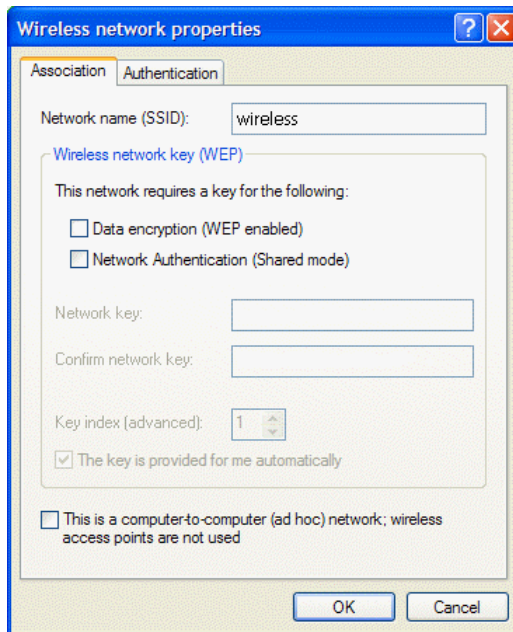 Wireless network properties
Association
Authentication
Network name (SSID):
wireless
Wireless network key (WEP)
This network requires a key for the following:
Data encryption (WEP enabled)
Network Authentication (Shared mode)
Network key:
Confirm network key:
Key index (advanced):
1
The key is provided for me automatically
This is a computer-to-computer (ad hoc) network; wireless
access points are not used
OK
Cancel